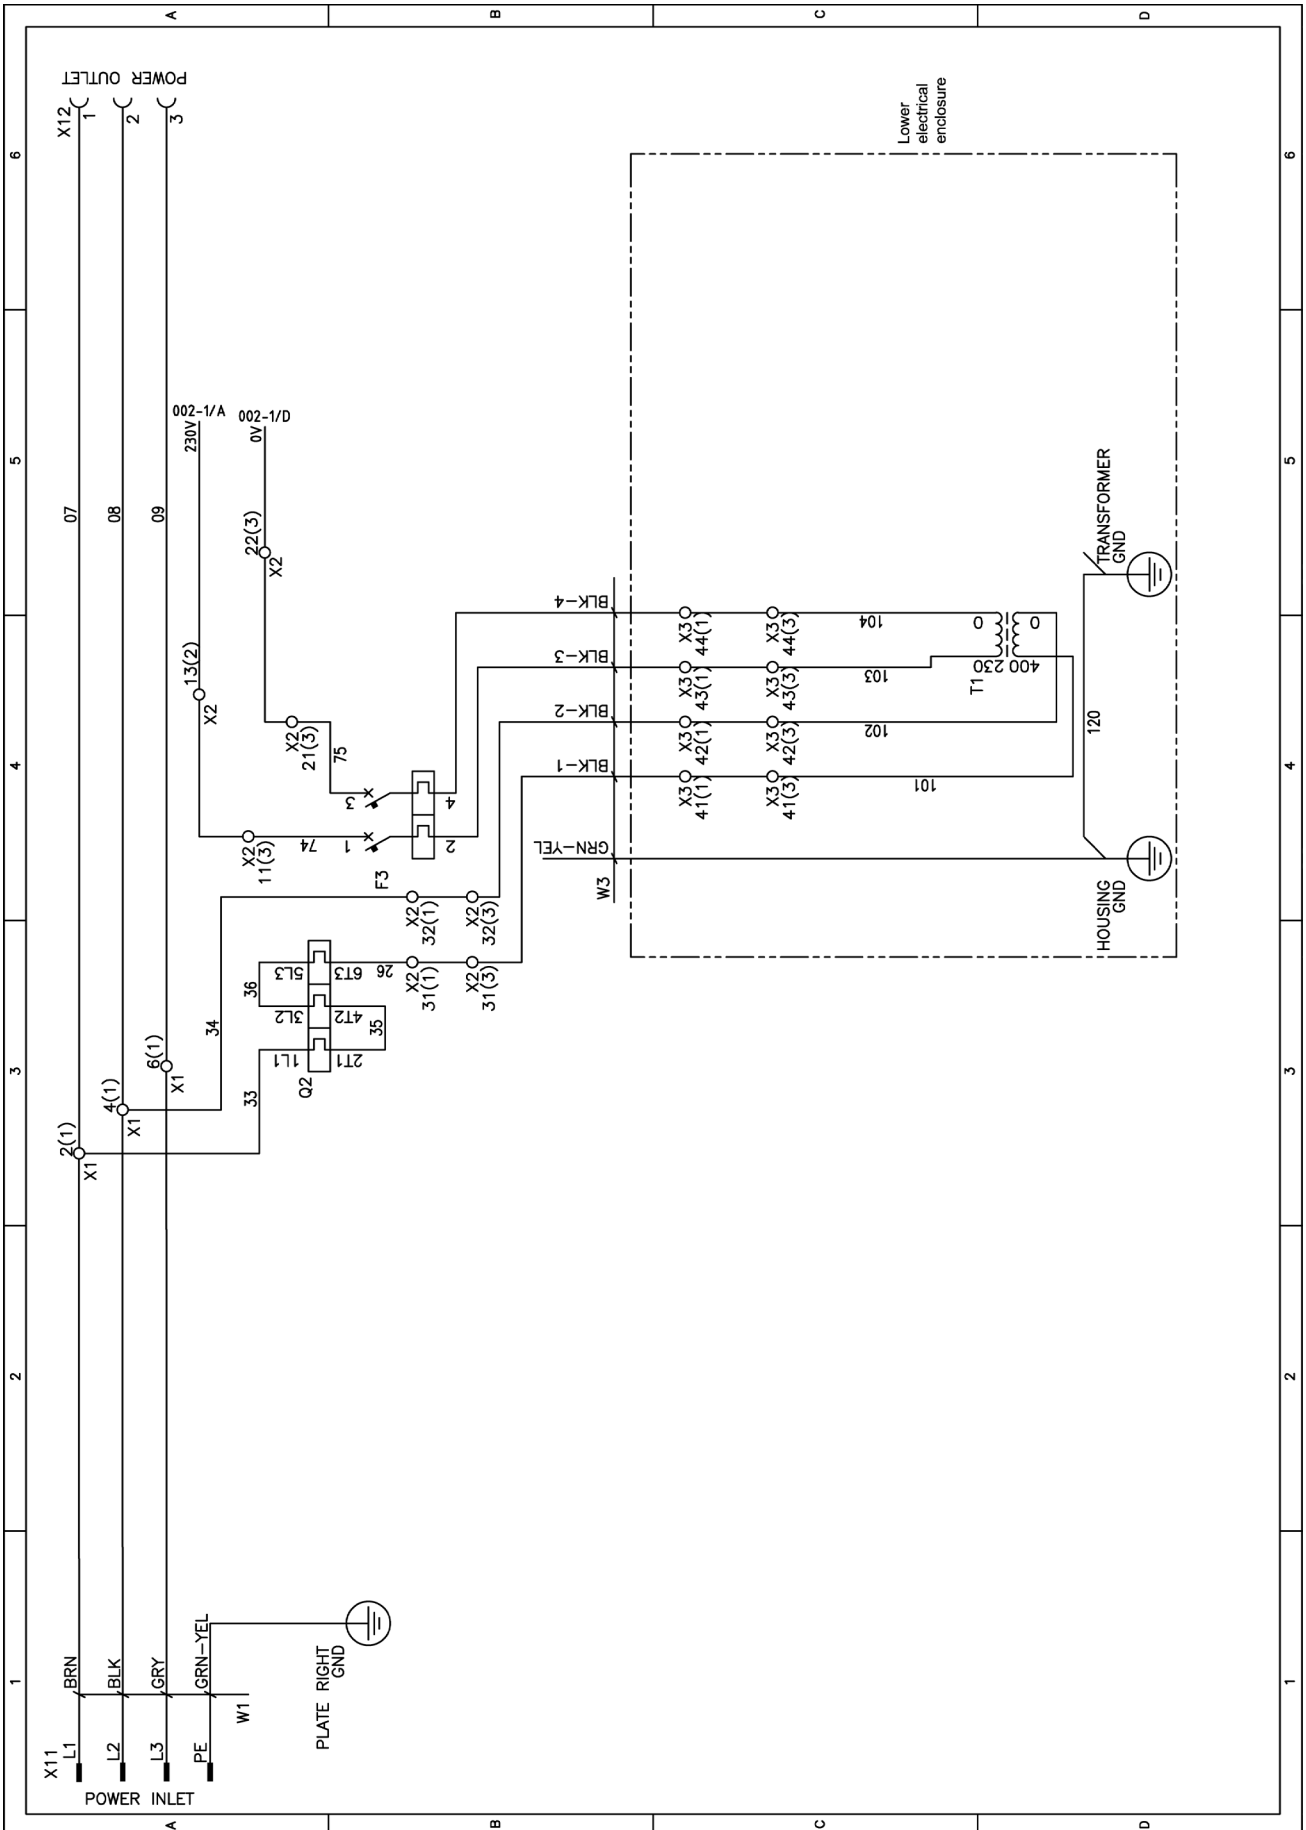 1
2
3
4
5
6
A
B
C
D
X11
L1
L2
L3
PE
POWER INLET
BRN
BLK
GRY
GRN-YEL
W1
PLATE RIGHT
GND
2(1)
X1
4(1)
X1
6(1)
X1
33
34
36
Q2
1L1
3L2
5L3
2T1
4T2
6T3
35
26
X2
31(1)
X2
31(3)
X2
32(1)
X2
32(3)
F3
X2
11(3)
74
1
2
13(2)
X2
X2
21(3)
75
3
4
22(3)
X2
230V
002-1/A
0V
002-1/D
07
08
09
X12
1
2
3
POWER OUTLET
W3
GRN-YEL
BLK-1
BLK-2
BLK-3
BLK-4
X3
41(1)
X3
42(1)
X3
43(1)
X3
44(1)
X3
41(3)
X3
42(3)
X3
43(3)
X3
44(3)
101
102
103
104
T1
230
0
400
0
120
HOUSING
GND
TRANSFORMER
GND
Lower
electrical
enclosure
A
B
C
D
1
2
3
4
5
6